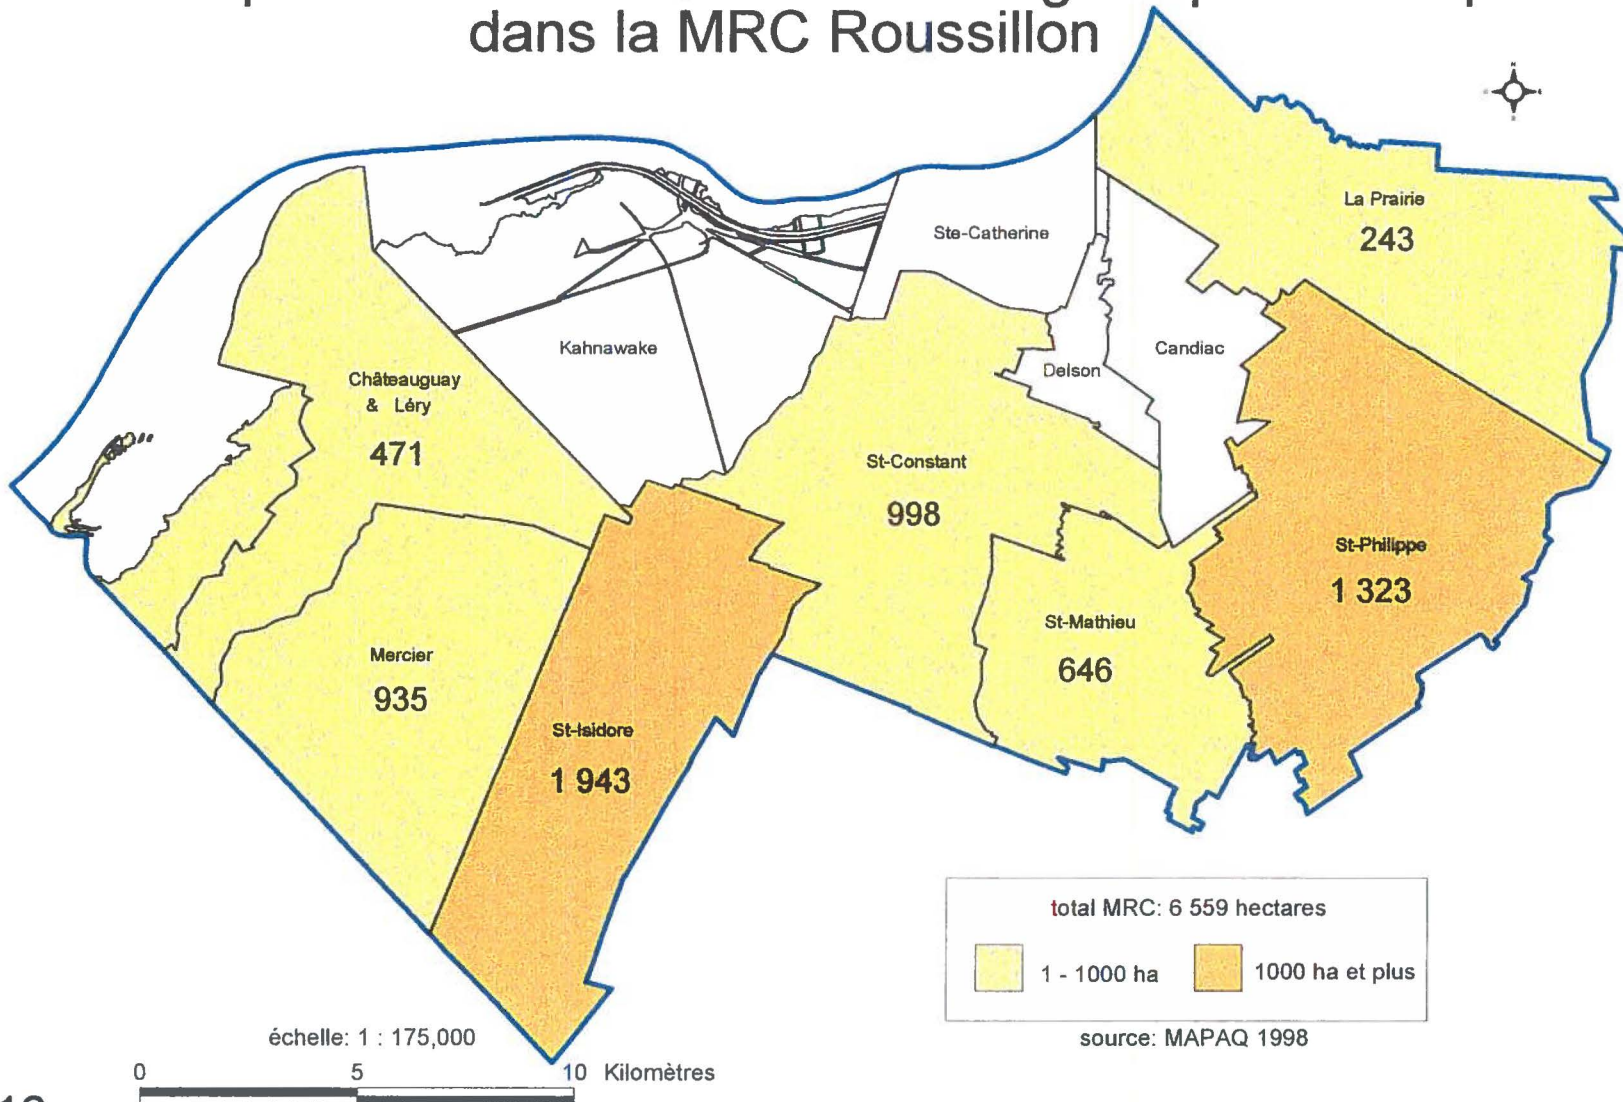 dans la MRC Roussillon
La Prairie
243
Ste-Catherine
Kahnawake
Candiac
Delson
Châteauguay
& Léry
471
St-Constant
998
St-Philippe
1 323
St-Mathieu
646
Mercier
935
St-Isidore
1 943
total MRC: 6 559 hectares
1 - 1000 ha
1000 ha et plus
source: MAPAQ 1998
échelle: 1 : 175,000
0 5 10 Kilomètres